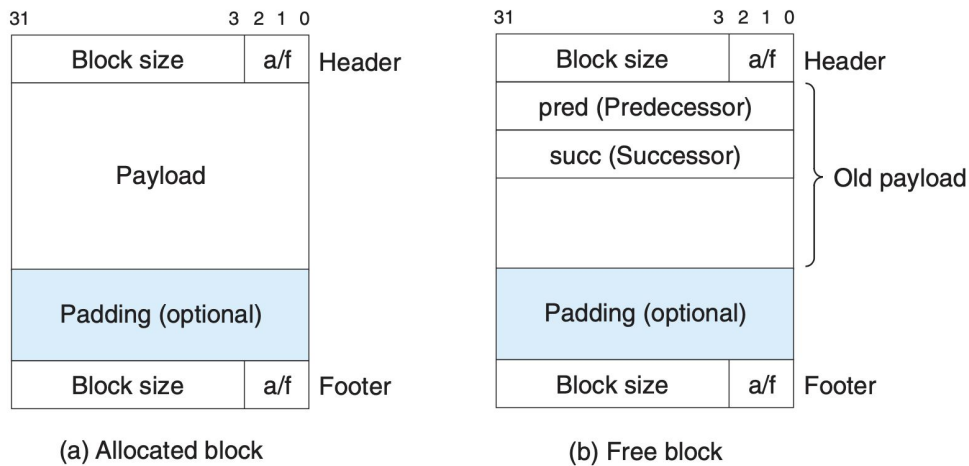 31 3 2 1 0
Block size a/f Header
Payload
Padding (optional)
Block size a/f Footer
(a) Allocated block
31 3 2 1 0
Block size a/f Header
pred (Predecessor)
succ (Successor)
Old payload
Padding (optional)
Block size a/f Footer
(b) Free block